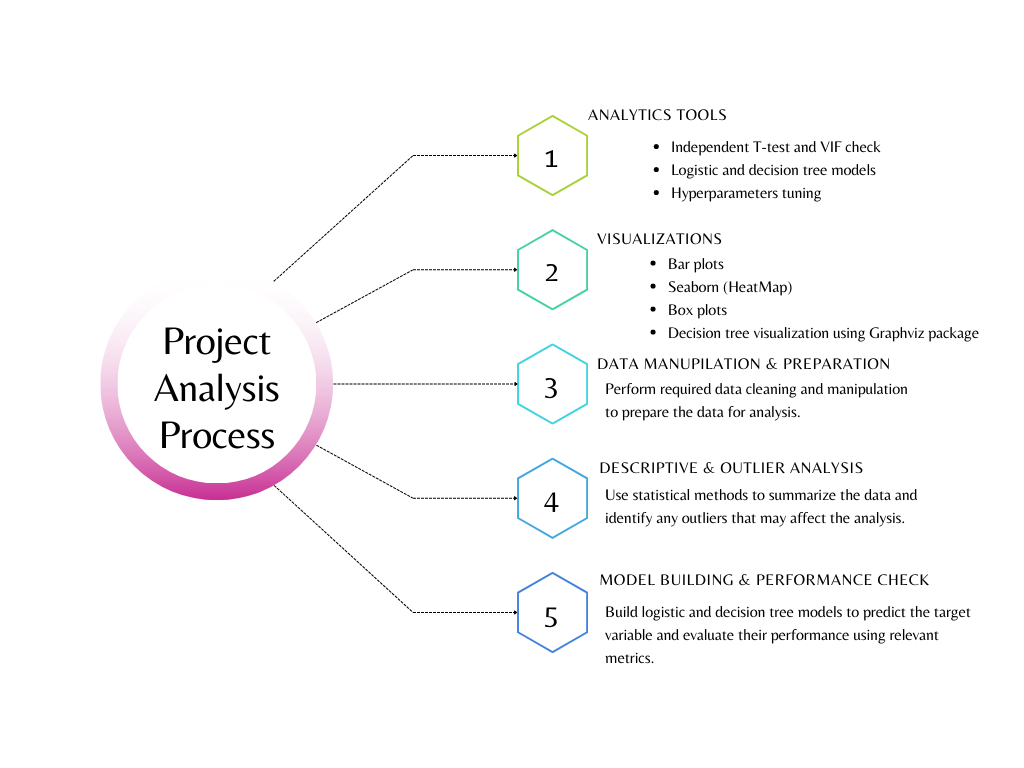 Project
Analysis
Process
1
ANALYTICS TOOLS
• Independent T-test and VIF check
• Logistic and decision tree models
• Hyperparameters tuning
2
VISUALIZATIONS
• Bar plots
• Seaborn (HeatMap)
• Box plots
• Decision tree visualization using Graphviz package
3
DATA MANUPILATION & PREPARATION
Perform required data cleaning and manipulation
to prepare the data for analysis.
4
DESCRIPTIVE & OUTLIER ANALYSIS
Use statistical methods to summarize the data and
identify any outliers that may affect the analysis.
5
MODEL BUILDING & PERFORMANCE CHECK
Build logistic and decision tree models to predict the target
variable and evaluate their performance using relevant
metrics.